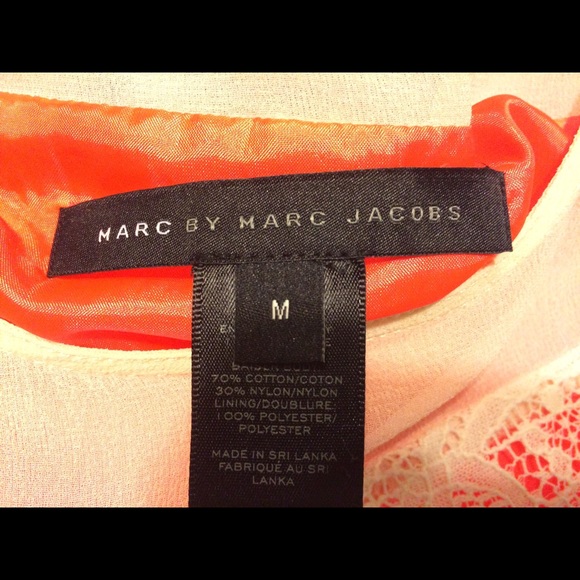 MARC BY MARC JACOBS
M
70% COTTON/COTON
30% NYLON/NYLON
LINING/DOUBLURE:
100% POLYESTER/
POLYESTER
MADE IN SRI LANKA
FABRIQUÉ AU SRI
LANKA